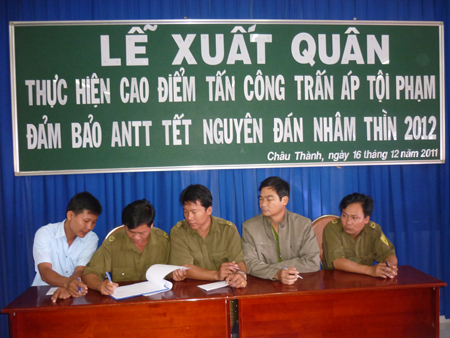 LỄ XUẤT QUÂN
THỰC HIỆN CAO ĐIỂM TẤN CÔNG TRẤN ÁP TỘI PHẠM
ĐẢM BẢO ANTT TẾT NGUYÊN ĐÁN NHÂM THÌN 2012
Châu Thành, ngày 16 tháng 12 năm 2011